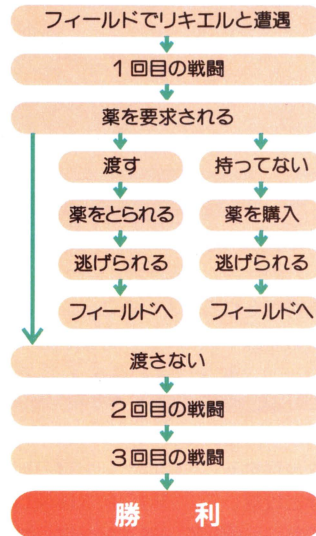 フィールドでリキエルと遭遇
1回目の戦闘
薬を要求される
渡す
薬をとられる
逃げられる
フィールドへ
持ってない
薬を購入
逃げられる
フィールドへ
渡さない
2回目の戦闘
3回目の戦闘
勝　利